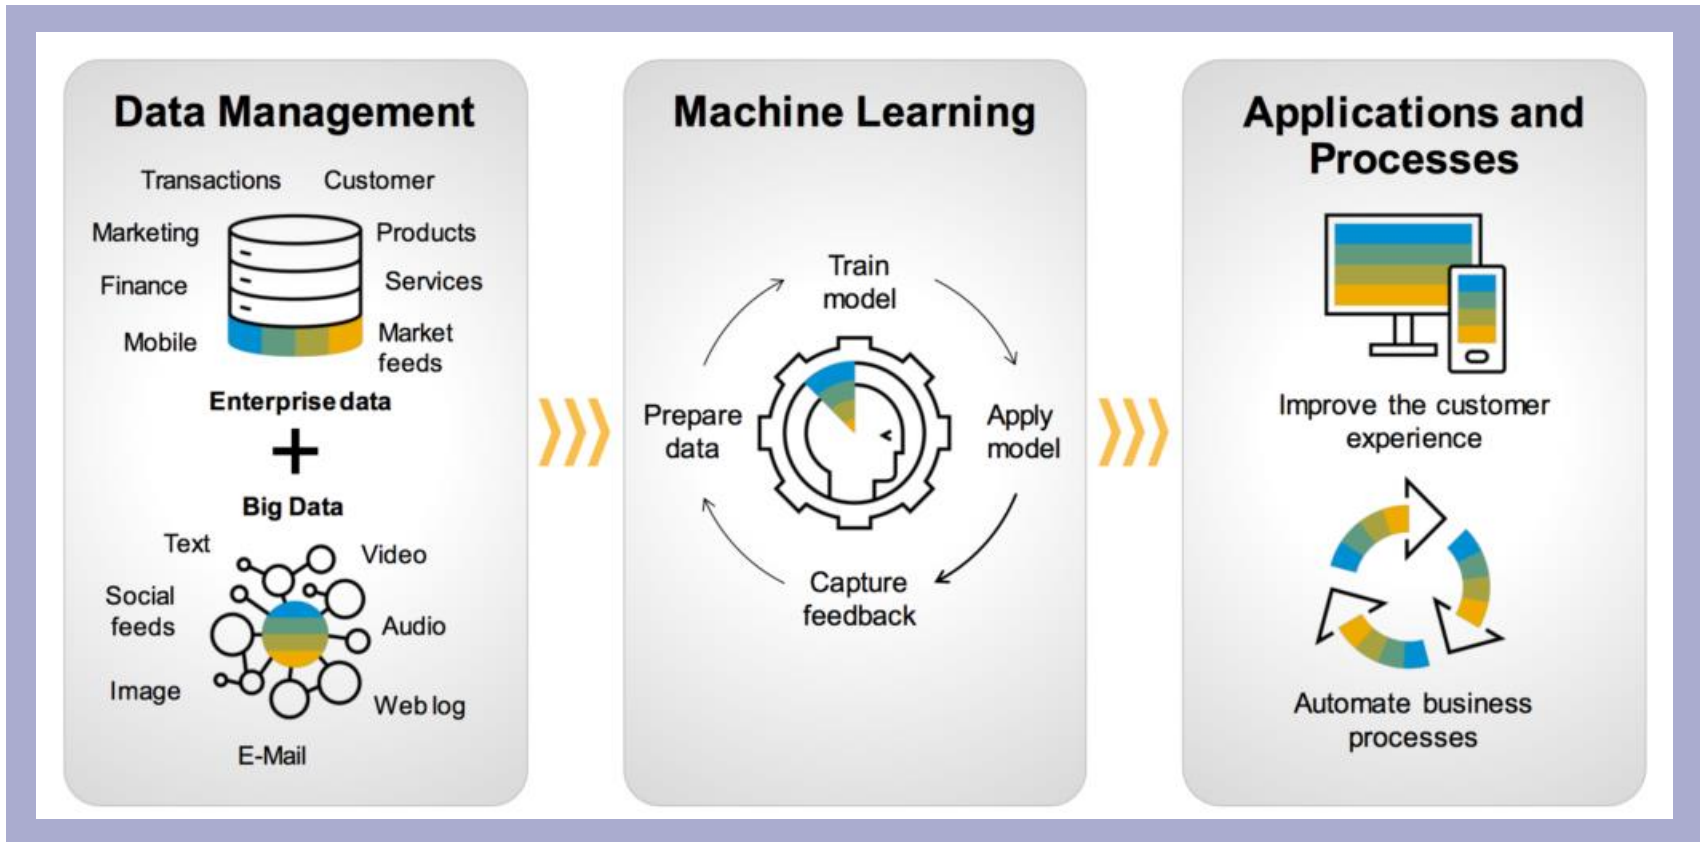 Data Management
Transactions
Customer
Marketing
Products
Finance
Services
Mobile
Market
feeds
Enterprise data
+
Big Data
Text
Video
Social
feeds
Audio
Image
Web log
E-Mail
Machine Learning
Train
model
Prepare
data
Apply
model
Capture
feedback
Applications and
Processes
Improve the customer
experience
Automate business
processes